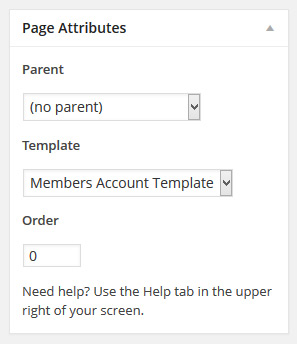 Page Attributes
Parent
(no parent)
Template
Members Account Template
Order
0
Need help? Use the Help tab in the upper
right of your screen.